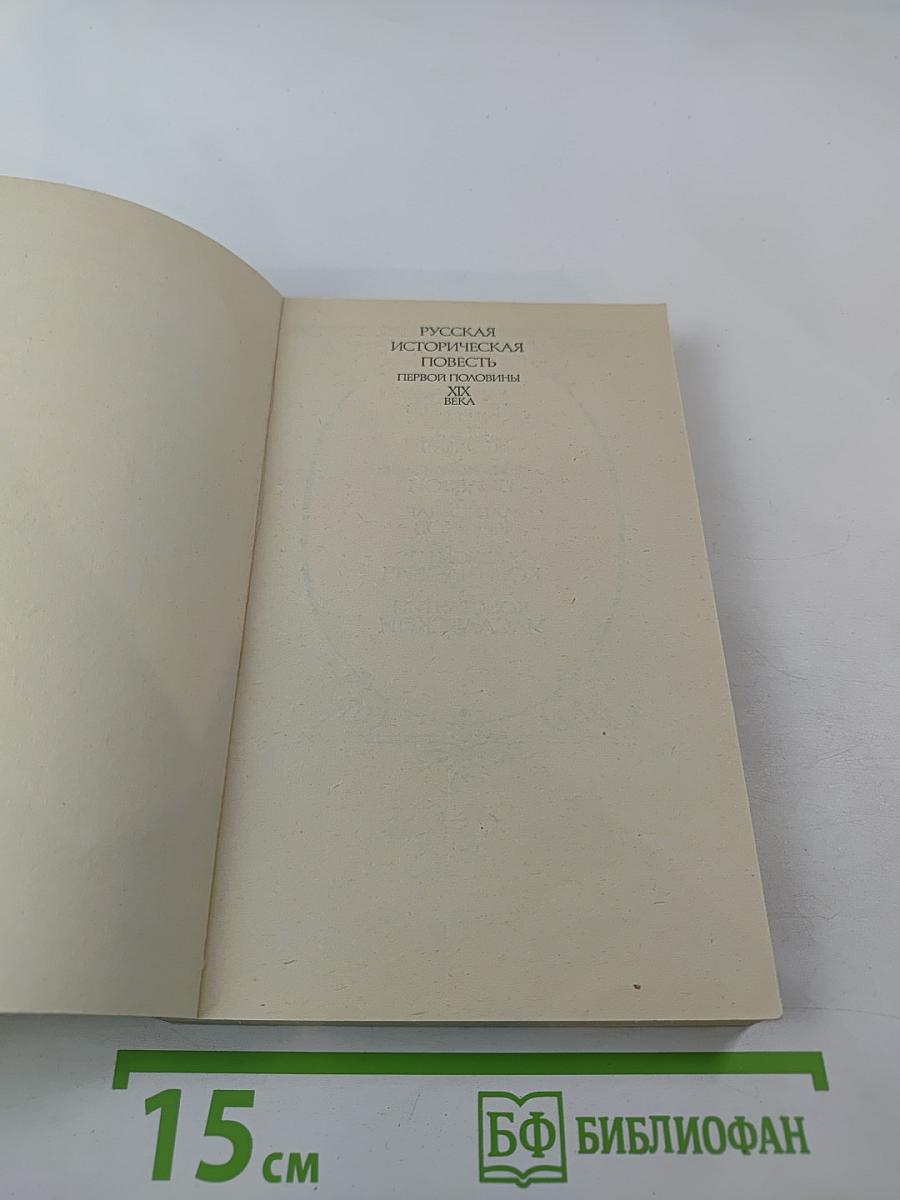 РУССКАЯ
ИСТОРИЧЕСКАЯ
ПОВЕСТЬ
ПЕРВОЙ ПОЛОВИНЫ
XIX
ВЕКА
15 см
БФ БИБЛИОФАН